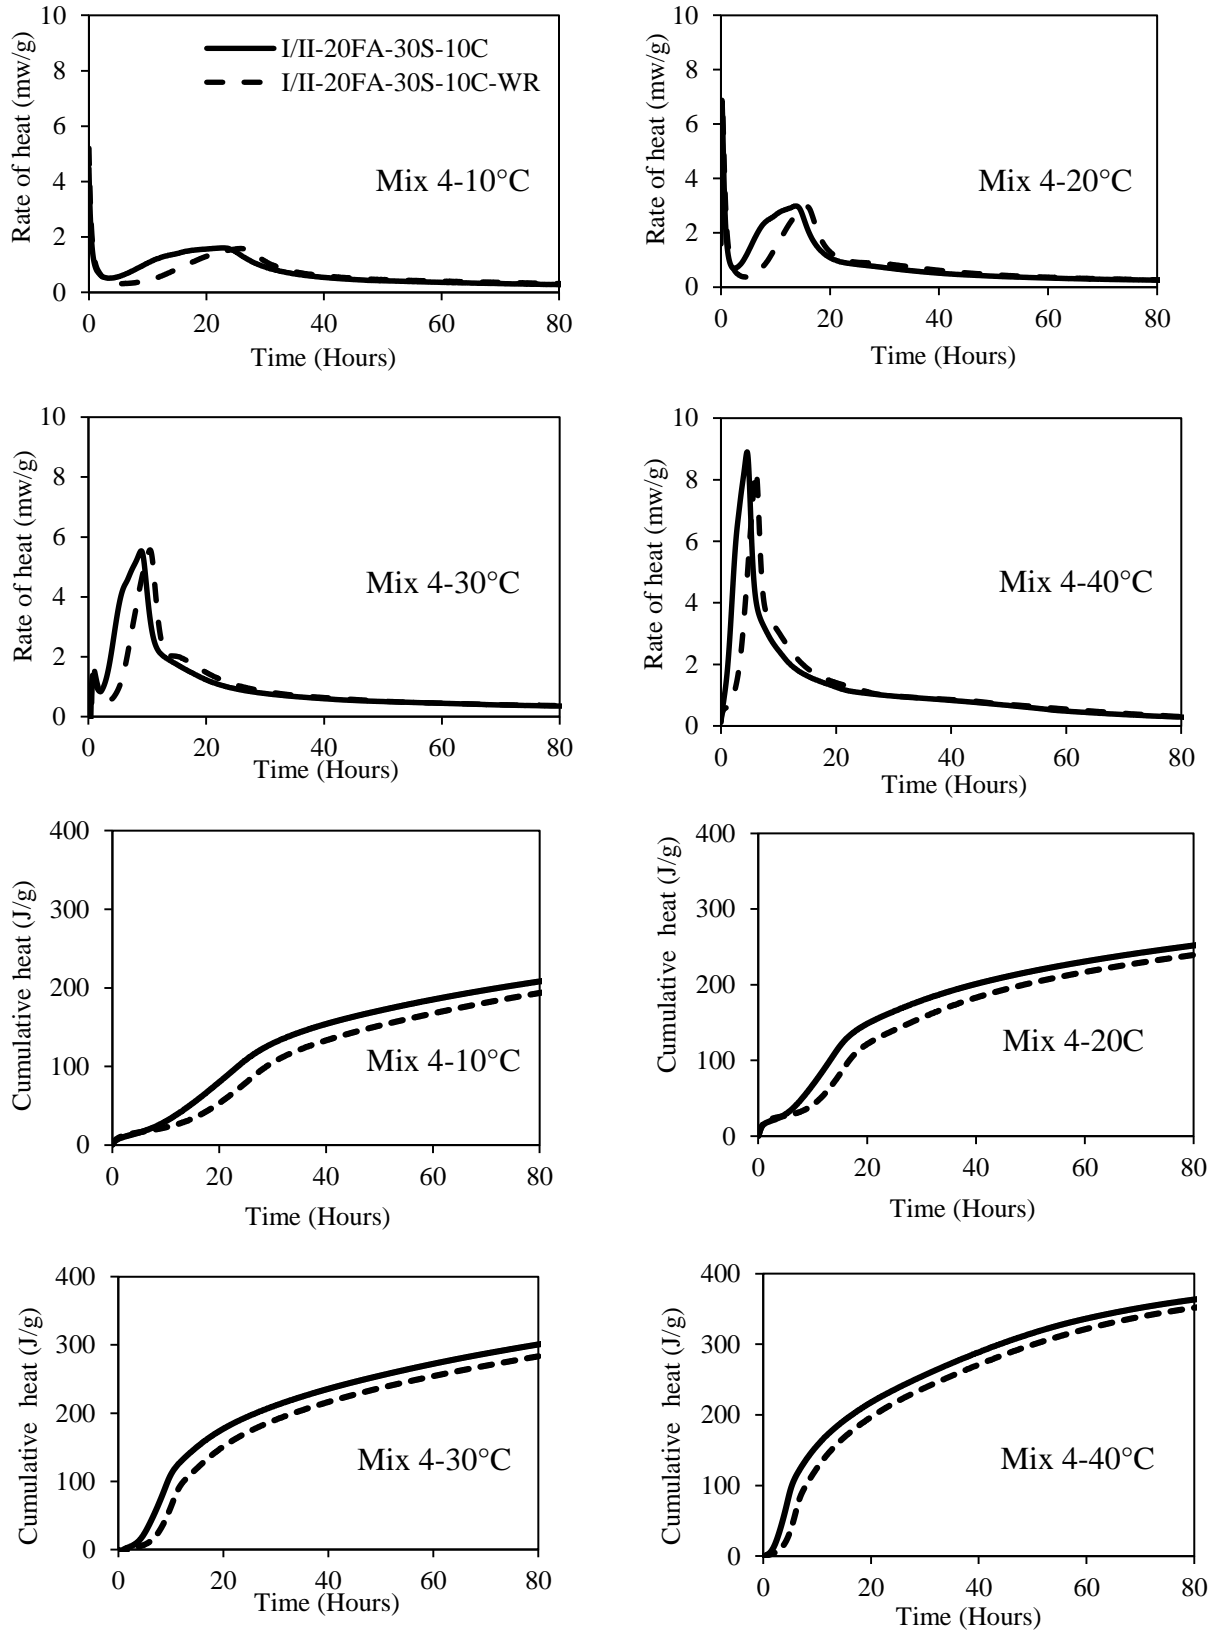 10
8
6
4
2
0
Rate of heat (mw/g)
I/II-20FA-30S-10C
I/II-20FA-30S-10C-WR
Mix 4-10°C
0 20 40 60 80
Time (Hours)
10
8
6
4
2
0
Rate of heat (mw/g)
Mix 4-20°C
0 20 40 60 80
Time (Hours)
10
8
6
4
2
0
Rate of heat (mw/g)
Mix 4-30°C
0 20 40 60 80
Time (Hours)
10
8
6
4
2
0
Rate of heat (mw/g)
Mix 4-40°C
0 20 40 60 80
Time (Hours)
400
300
200
100
0
Cumulative heat (J/g)
Mix 4-10°C
0 20 40 60 80
Time (Hours)
400
300
200
100
0
Cumulative heat (J/g)
Mix 4-20C
0 20 40 60 80
Time (Hours)
400
300
200
100
0
Cumulative heat (J/g)
Mix 4-30°C
0 20 40 60 80
Time (Hours)
400
300
200
100
0
Cumulative heat (J/g)
Mix 4-40°C
0 20 40 60 80
Time (Hours)